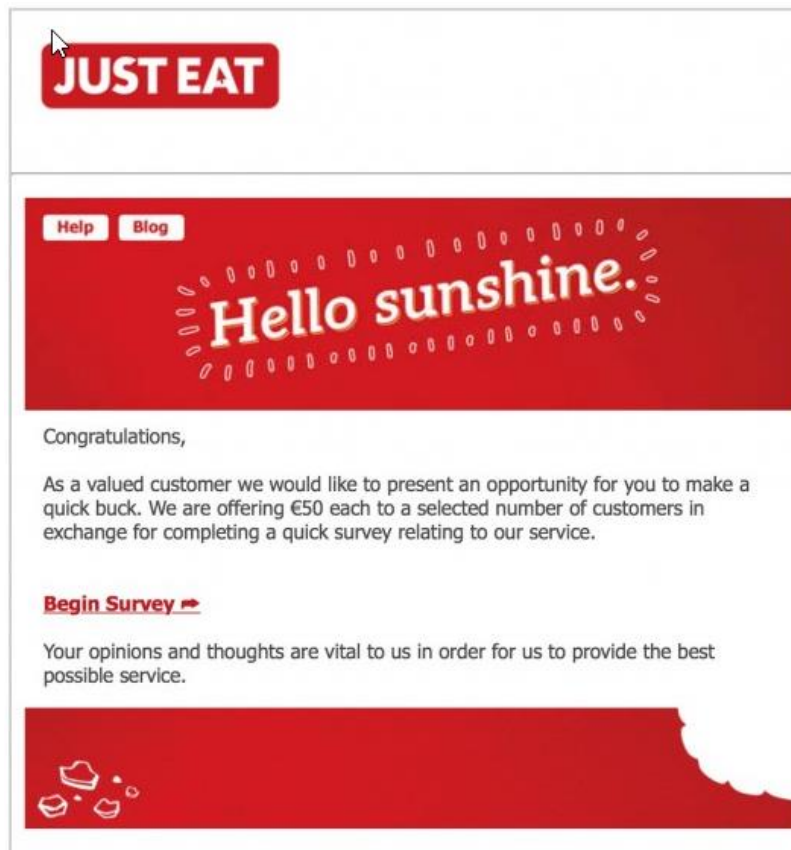 JUST EAT
Help Blog
Hello sunshine.
Congratulations,
As a valued customer we would like to present an opportunity for you to make a
quick buck. We are offering €50 each to a selected number of customers in
exchange for completing a quick survey relating to our service.
Begin Survey ➦
Your opinions and thoughts are vital to us in order for us to provide the best
possible service.